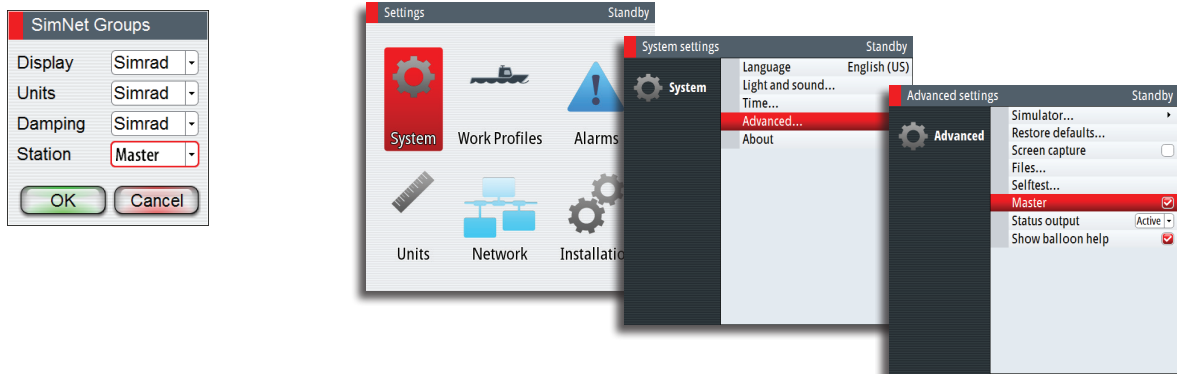 SimNet Groups
Display Simrad
Units Simrad
Damping Simrad
Station Master
OK Cancel
Settings Standby
System Work Profiles Alarms
Units Network Installatio
System settings Standby
System
Language English (US)
Light and sound...
Time...
Advanced...
About
Advanced settings Standby
Advanced
Simulator...
Restore defaults...
Screen capture
Files...
Selftest...
Master
Status output Active
Show balloon help